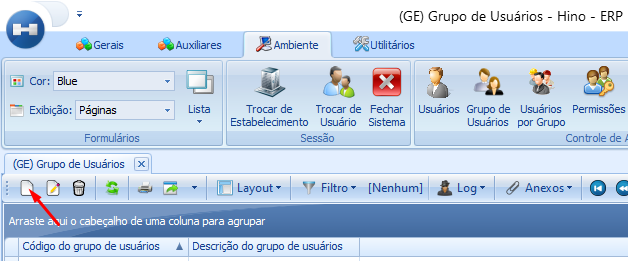 (GE) Grupo de Usuários - Hino - ERP
Gerais Auxiliares Ambiente Utilitários
Cor: Blue
Exibição: Páginas
Lista
Formulários
Trocar de Estabelecimento
Trocar de Usuário
Fechar Sistema
Sessão
Usuários
Grupo de Usuários
Usuários por Grupo
Permissões
Controle de A
(GE) Grupo de Usuários
Layout Filtro [Nenhum] Log Anexos
Arraste aqui o cabeçalho de uma coluna para agrupar
Código do grupo de usuários Descrição do grupo de usuários